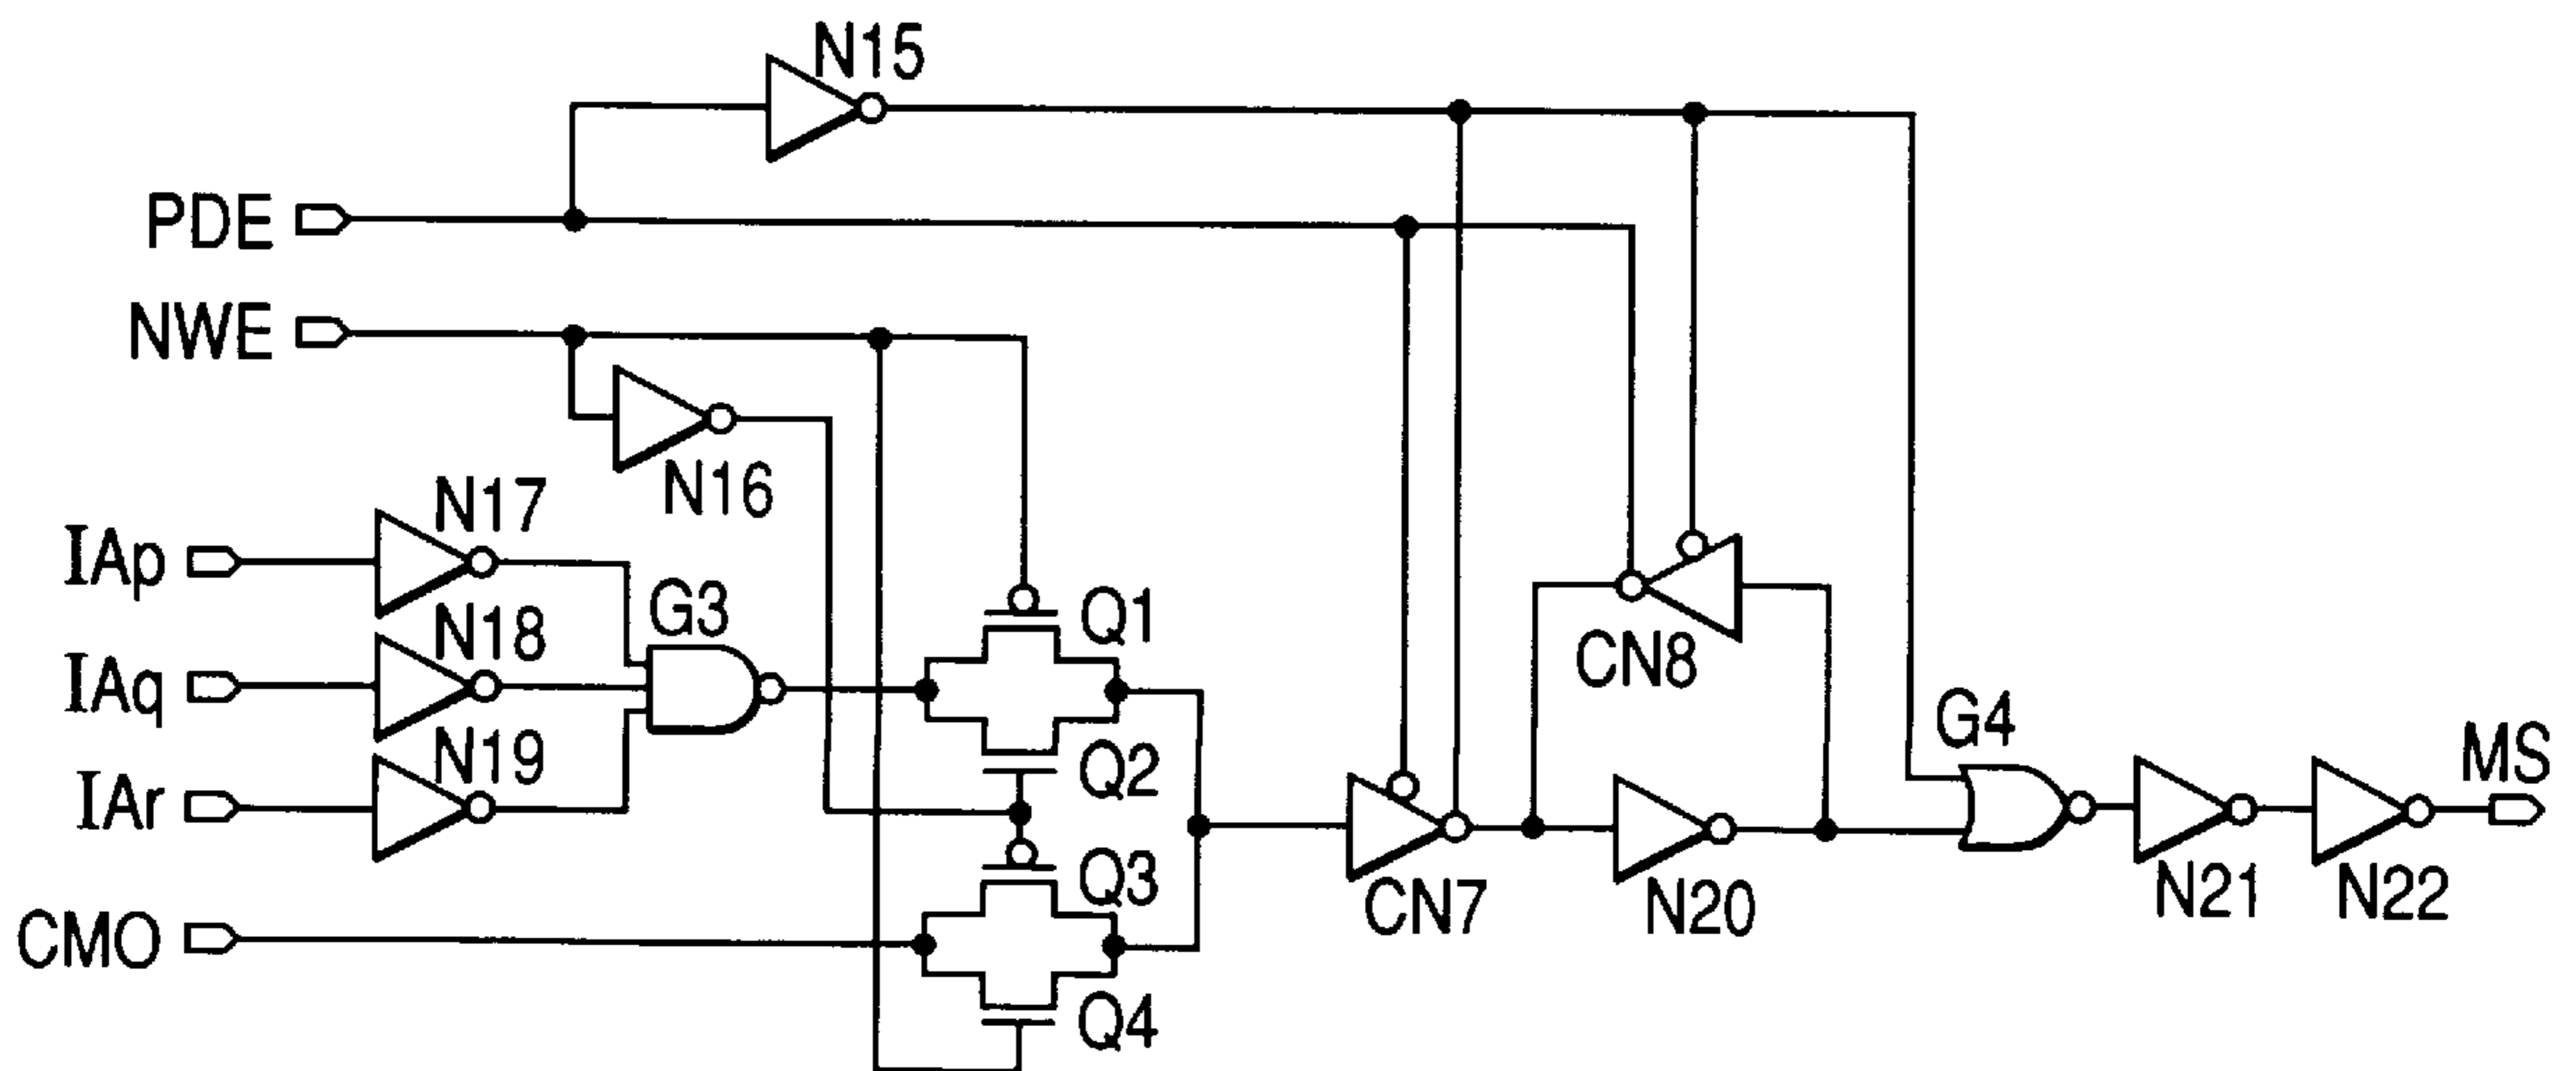 N15
PDE
NWE
N16
IAp
N17
G3
Q1
IAq
N18
CN8
IAr
N19
Q2
G4
MS
Q3
CN7
N20
N21
N22
CMO
Q4